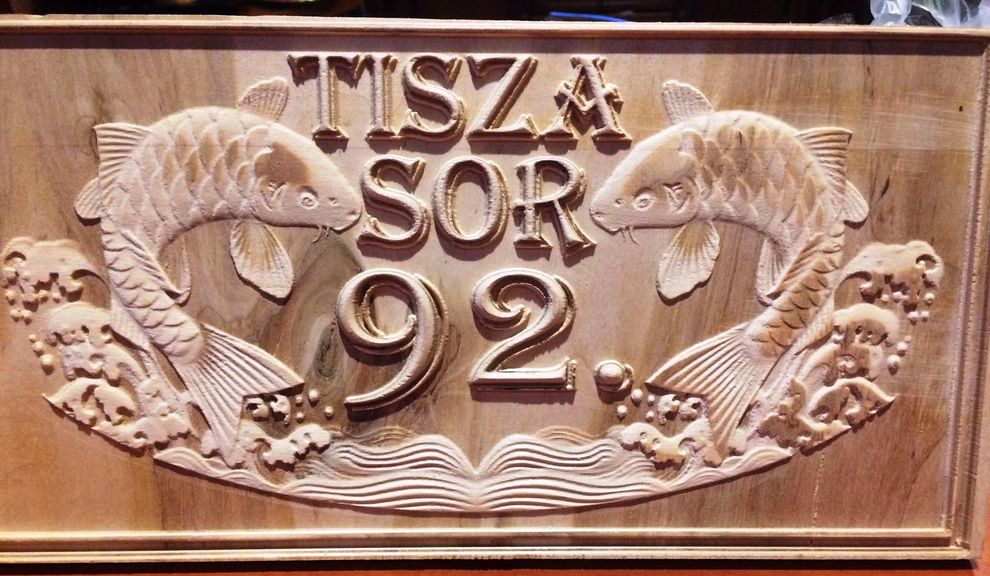 TISZA
SOR
92.